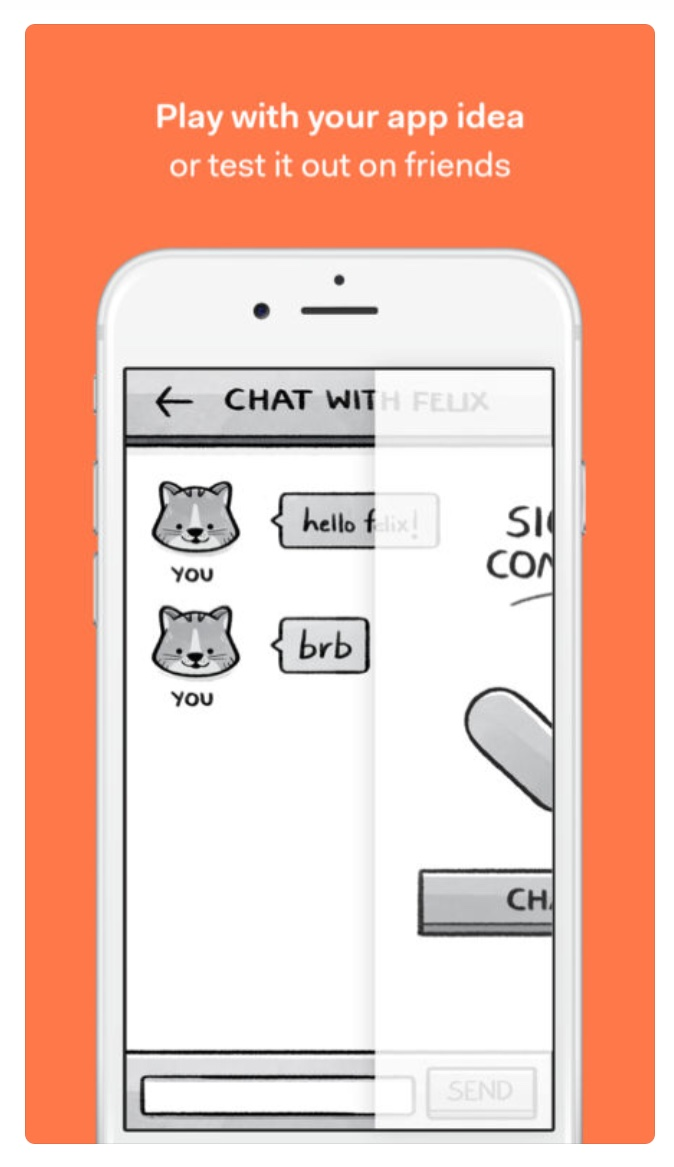 Play with your app idea
or test it out on friends
CHAT WITH FELIX
hello felix!
YOU
brb
YOU
SEND